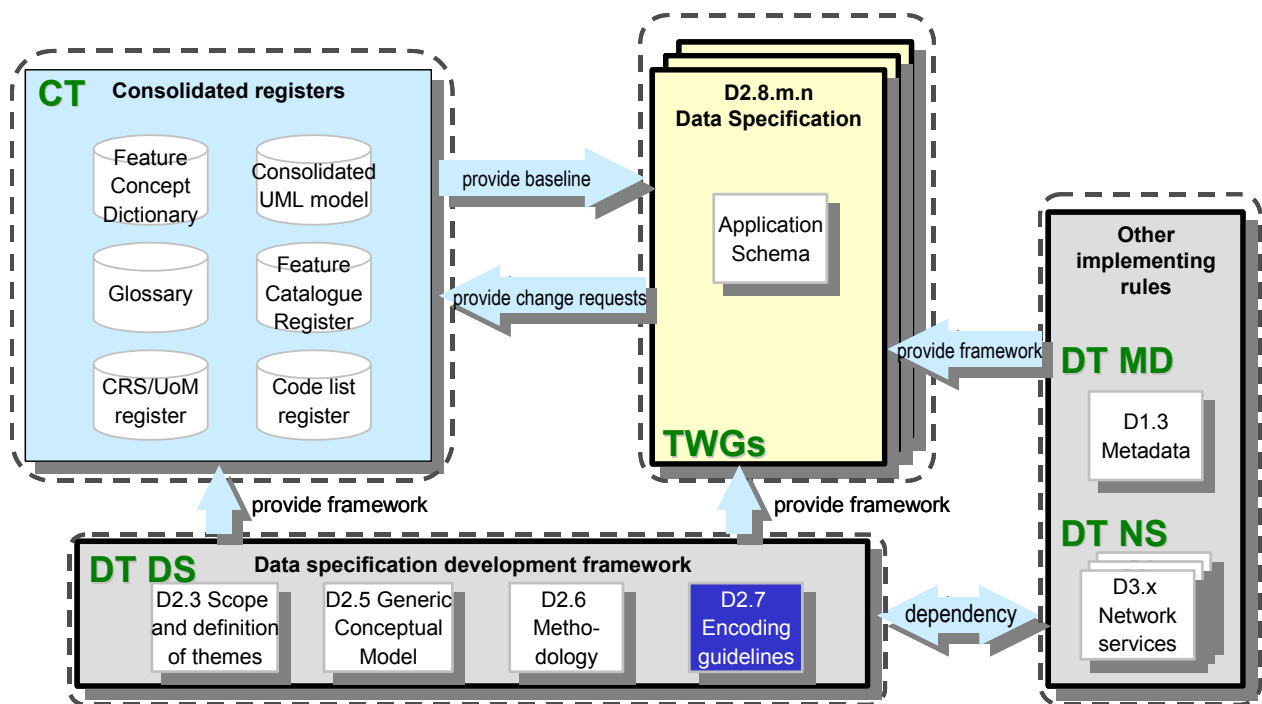 CT
Consolidated registers
Feature
Concept
Dictionary
Consolidated
UML model
Glossary
Feature
Catalogue
Register
CRS/UoM
register
Code list
register
provide baseline
provide change requests
D2.8.m.n
Data Specification
Application
Schema
TWGs
provide framework
Other
implementing
rules
DT MD
D1.3
Metadata
DT NS
D3.x
Network
services
provide framework
provide framework
DT DS
Data specification development framework
D2.3 Scope
and definition
of themes
D2.5 Generic
Conceptual
Model
D2.6
Metho-
dology
D2.7
Encoding
guidelines
dependency